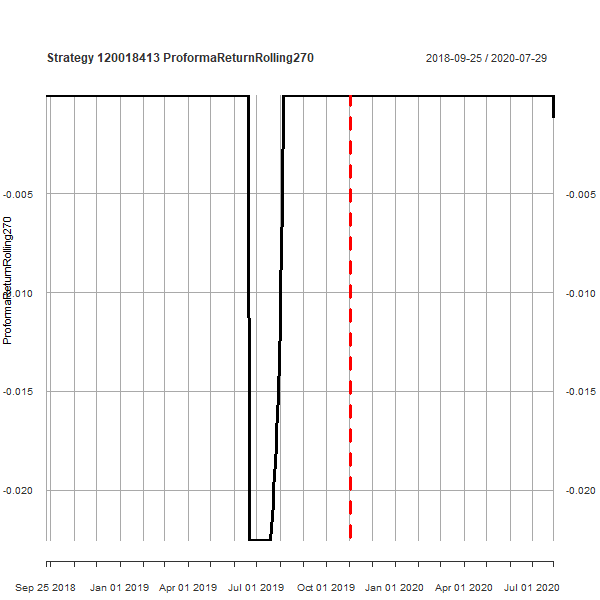 Strategy 120018413 ProformaReturnRolling270
2018-09-25 / 2020-07-29
-0.005
-0.005
ProformaReturnRolling270
-0.010
-0.010
-0.015
-0.015
-0.020
-0.020
Sep 25 2018
Jan 01 2019
Apr 01 2019
Jul 01 2019
Oct 01 2019
Jan 01 2020
Apr 01 2020
Jul 01 2020